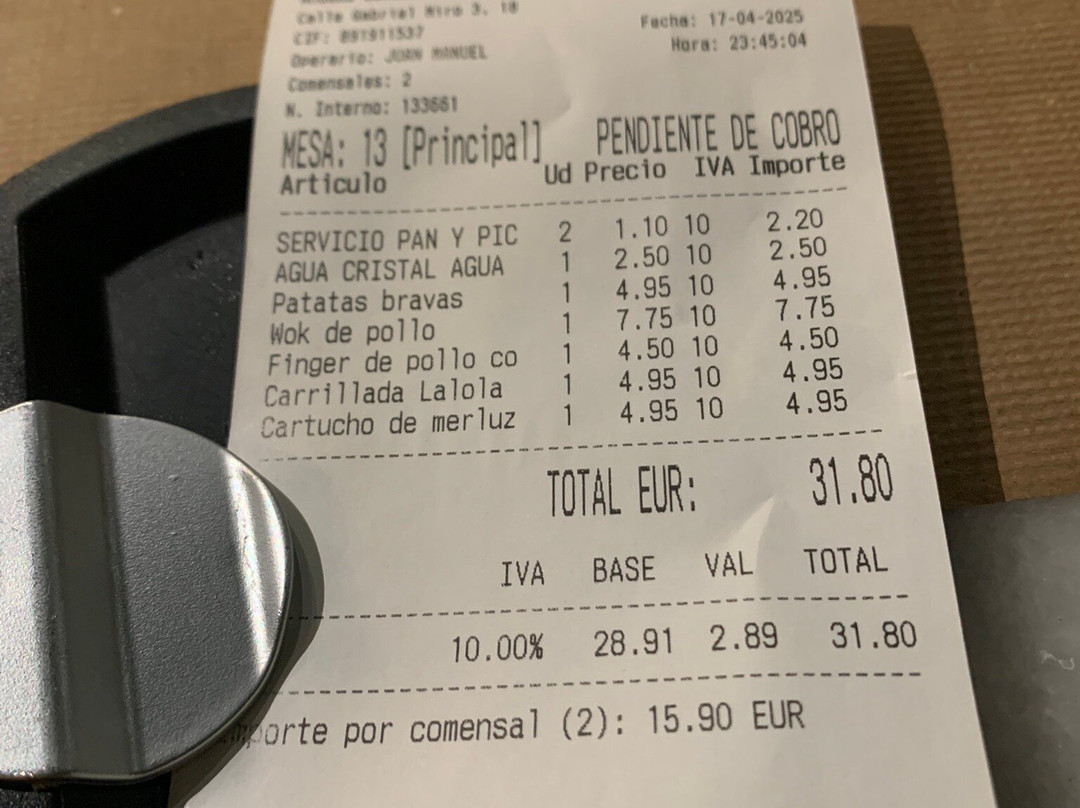 Calle Gabriel Miro 3. 18
Fecha: 17-04-2025
CIF: B91911537
Hora: 23:45:04
Operario: JUAN MANUEL
Comensales: 2
N. Interno: 133661
MESA: 13 [Principal] PENDIENTE DE COBRO
Articulo Ud Precio IVA Importe
SERVICIO PAN Y PIC 2 1.10 10 2.20
AGUA CRISTAL AGUA 1 2.50 10 2.50
Patatas bravas 1 4.95 10 4.95
Wok de pollo 1 7.75 10 7.75
Finger de pollo co 1 4.50 10 4.50
Carrillada Lalola 1 4.95 10 4.95
Cartucho de merluz 1 4.95 10 4.95
TOTAL EUR: 31.80
IVA BASE VAL TOTAL
10.00% 28.91 2.89 31.80
mporte por comensal (2): 15.90 EUR